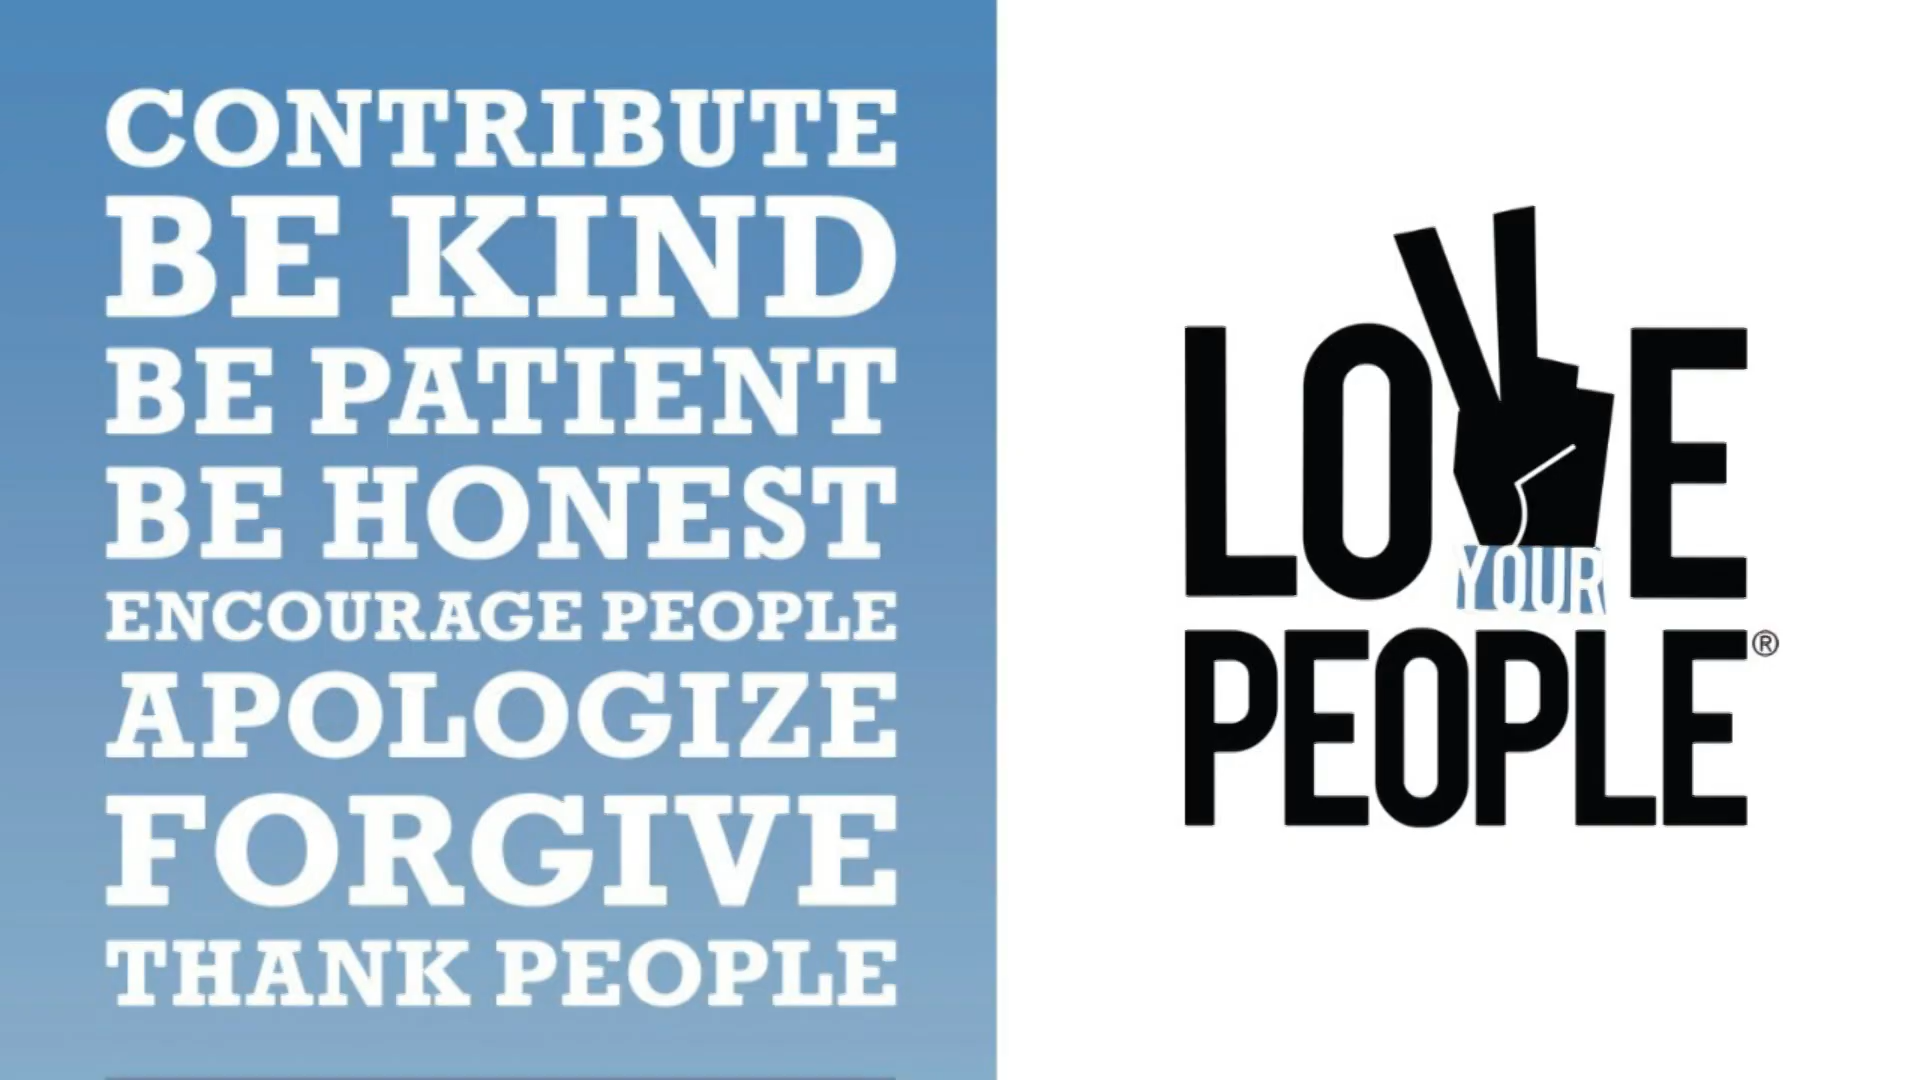 CONTRIBUTE
BE KIND
BE PATIENT
BE HONEST
ENCOURAGE PEOPLE
APOLOGIZE
FORGIVE
THANK PEOPLE
LOVE
YOUR
PEOPLE®